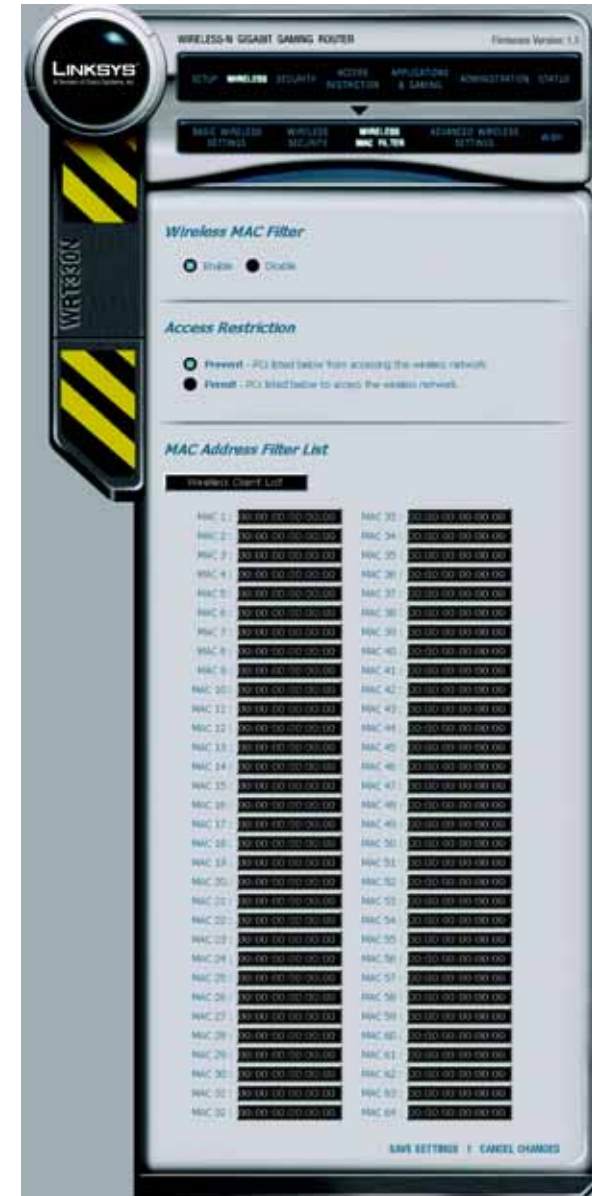 WIRELESS-N GIGABIT GAMING ROUTER
Firmware Version: 1.1
LINKSYS
A Division of Cisco Systems, Inc.
SETUP WIRELESS SECURITY ACCESS RESTRICTION APPLICATIONS & GAMING ADMINISTRATION STATUS
BASIC WIRELESS SETTINGS WIRELESS SECURITY WIRELESS MAC FILTER ADVANCED WIRELESS SETTINGS
WRT330N
Wireless MAC Filter
Enable Disable
Access Restriction
Prevent - PCs listed below from accessing the wireless network
Permit - PCs listed below to access the wireless network
MAC Address Filter List
Wireless Client List
MAC 1 : 00:00:00:00:00:00 MAC 33 : 00:00:00:00:00:00
MAC 2 : 00:00:00:00:00:00 MAC 34 : 00:00:00:00:00:00
MAC 3 : 00:00:00:00:00:00 MAC 35 : 00:00:00:00:00:00
MAC 4 : 00:00:00:00:00:00 MAC 36 : 00:00:00:00:00:00
MAC 5 : 00:00:00:00:00:00 MAC 37 : 00:00:00:00:00:00
MAC 6 : 00:00:00:00:00:00 MAC 38 : 00:00:00:00:00:00
MAC 7 : 00:00:00:00:00:00 MAC 39 : 00:00:00:00:00:00
MAC 8 : 00:00:00:00:00:00 MAC 40 : 00:00:00:00:00:00
MAC 9 : 00:00:00:00:00:00 MAC 41 : 00:00:00:00:00:00
MAC 10 : 00:00:00:00:00:00 MAC 42 : 00:00:00:00:00:00
MAC 11 : 00:00:00:00:00:00 MAC 43 : 00:00:00:00:00:00
MAC 12 : 00:00:00:00:00:00 MAC 44 : 00:00:00:00:00:00
MAC 13 : 00:00:00:00:00:00 MAC 45 : 00:00:00:00:00:00
MAC 14 : 00:00:00:00:00:00 MAC 46 : 00:00:00:00:00:00
MAC 15 : 00:00:00:00:00:00 MAC 47 : 00:00:00:00:00:00
MAC 16 : 00:00:00:00:00:00 MAC 48 : 00:00:00:00:00:00
MAC 17 : 00:00:00:00:00:00 MAC 49 : 00:00:00:00:00:00
MAC 18 : 00:00:00:00:00:00 MAC 50 : 00:00:00:00:00:00
MAC 19 : 00:00:00:00:00:00 MAC 51 : 00:00:00:00:00:00
MAC 20 : 00:00:00:00:00:00 MAC 52 : 00:00:00:00:00:00
MAC 21 : 00:00:00:00:00:00 MAC 53 : 00:00:00:00:00:00
MAC 22 : 00:00:00:00:00:00 MAC 54 : 00:00:00:00:00:00
MAC 23 : 00:00:00:00:00:00 MAC 55 : 00:00:00:00:00:00
MAC 24 : 00:00:00:00:00:00 MAC 56 : 00:00:00:00:00:00
MAC 25 : 00:00:00:00:00:00 MAC 57 : 00:00:00:00:00:00
MAC 26 : 00:00:00:00:00:00 MAC 58 : 00:00:00:00:00:00
MAC 27 : 00:00:00:00:00:00 MAC 59 : 00:00:00:00:00:00
MAC 28 : 00:00:00:00:00:00 MAC 60 : 00:00:00:00:00:00
MAC 29 : 00:00:00:00:00:00 MAC 61 : 00:00:00:00:00:00
MAC 30 : 00:00:00:00:00:00 MAC 62 : 00:00:00:00:00:00
MAC 31 : 00:00:00:00:00:00 MAC 63 : 00:00:00:00:00:00
MAC 32 : 00:00:00:00:00:00 MAC 64 : 00:00:00:00:00:00
SAVE SETTINGS | CANCEL CHANGES